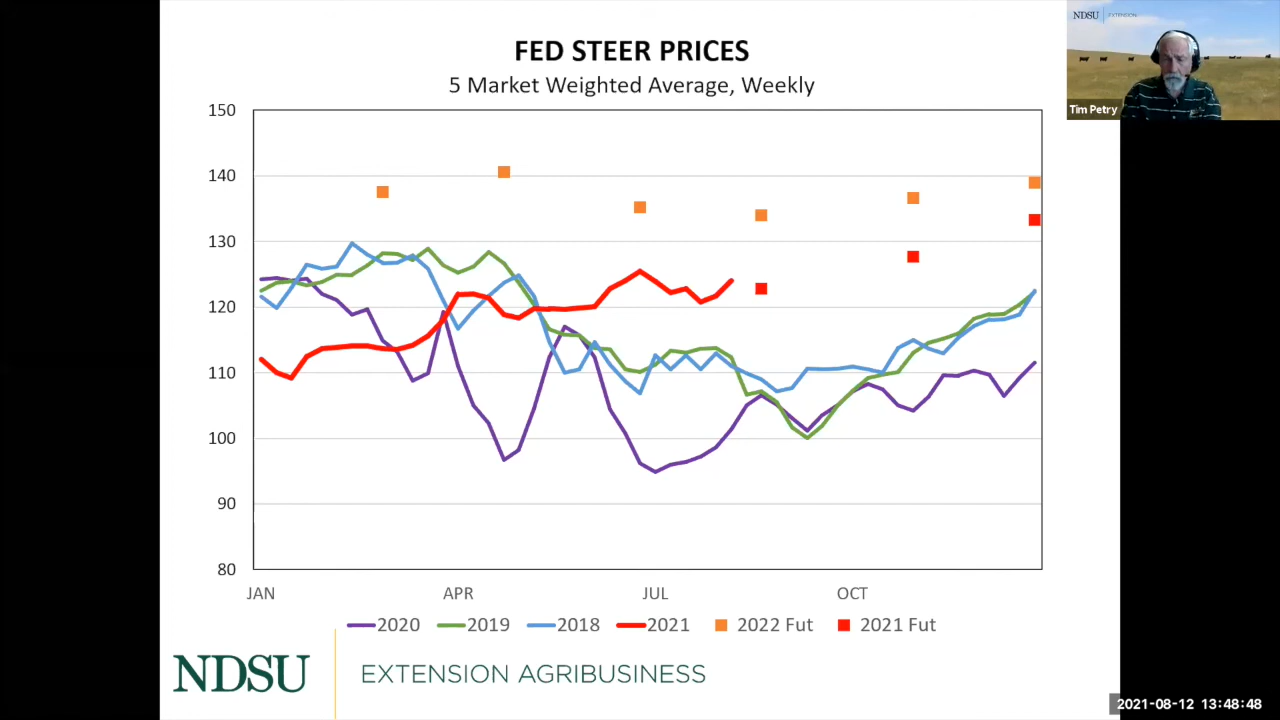 FED STEER PRICES
5 Market Weighted Average, Weekly
NDSU EXTENSION
Tim Petry
150
140
130
120
110
100
90
80
JAN APR JUL OCT
2020 2019 2018 2021 2022 Fut 2021 Fut
NDSU EXTENSION AGRIBUSINESS
2021-08-12 13:48:48